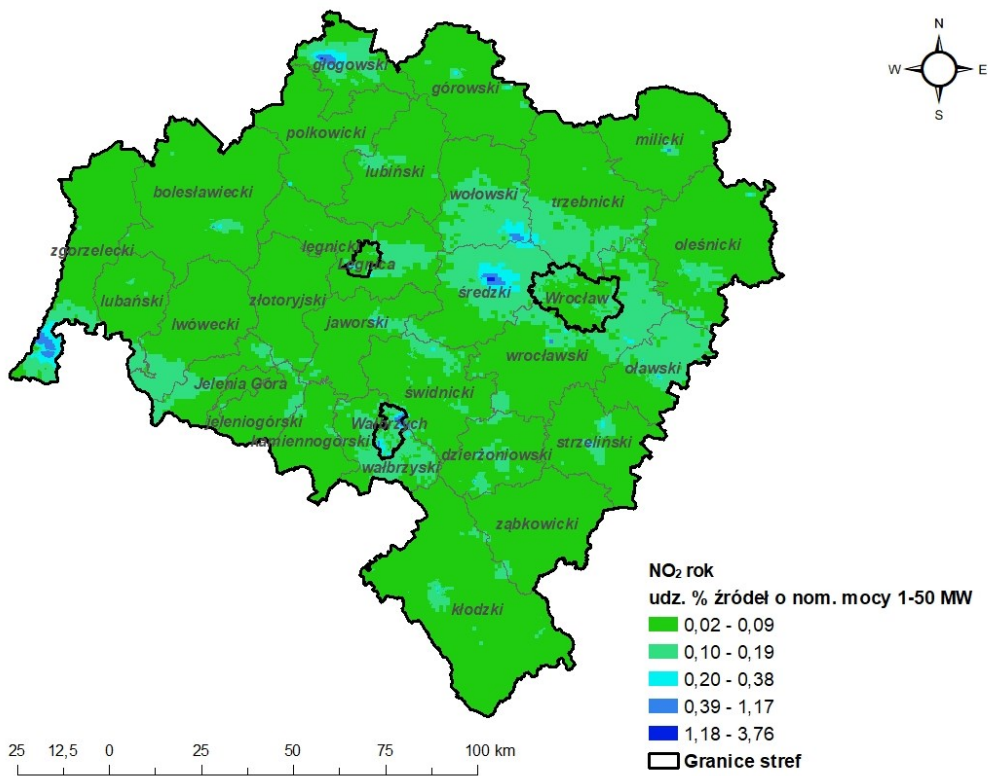 N
W E
S
głogowski
górowski
polkowicki
milicki
lubiński
bolesławiecki
wołowski
trzebnicki
zgorzelecki
legnicki
oleśnicki
Legnica
lubański
złotoryjski
średzki
Wrocław
lwówecki
jaworski
wrocławski
oławski
Jelenia Góra
świdnicki
jeleniogórski
Wałbrzych
kamiennogórski
strzeliński
dzierżoniowski
wałbrzyski
ząbkowicki
kłodzki
NO₂ rok
udz. % źródeł o nom. mocy 1-50 MW
0,02 - 0,09
0,10 - 0,19
0,20 - 0,38
0,39 - 1,17
1,18 - 3,76
Granice stref
25 12,5 0 25 50 75 100 km